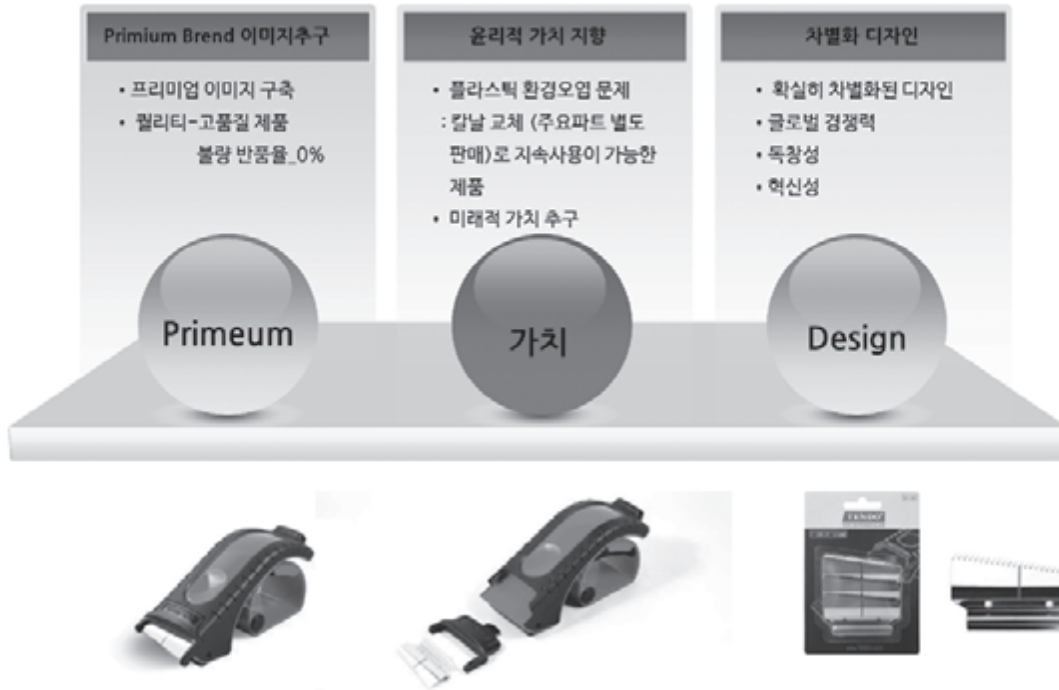 Primium Brend 이미지추구
• 프리미엄 이미지 구축
• 퀄리티-고품질 제품
불량 반품율_0%
Primeum
윤리적 가치 지향
• 플라스틱 환경오염 문제
: 칼날 교체 (주요파트 별도
판매)로 지속사용이 가능한
제품
• 미래적 가치 추구
가치
차별화 디자인
• 확실히 차별화된 디자인
• 글로벌 경쟁력
• 독창성
• 혁신성
Design